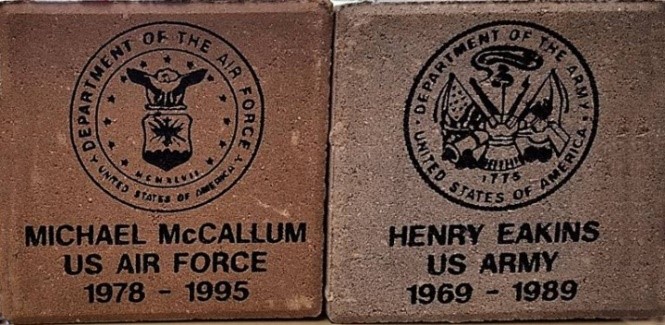 DEPARTMENT OF THE AIR FORCE
UNITED STATES OF AMERICA
MCMXLVII
MICHAEL McCALLUM
US AIR FORCE
1978 - 1995
DEPARTMENT OF THE ARMY
UNITED STATES OF AMERICA
1775
HENRY EAKINS
US ARMY
1969 - 1989